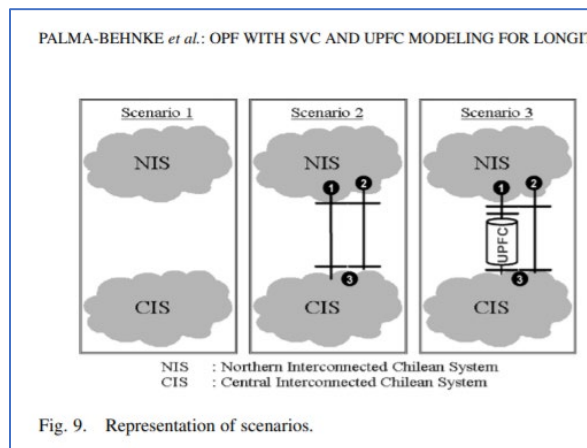 PALMA-BEHNKE et al.: OPF WITH SVC AND UPFC MODELING FOR
Scenario 1
Scenario 2
Scenario 3
NIS
NIS
NIS
1
2
1
2
UPFC
3
3
CIS
CIS
CIS
NIS : Northern Interconnected Chilean System
CIS : Central Interconnected Chilean System
Fig. 9. Representation of scenarios.